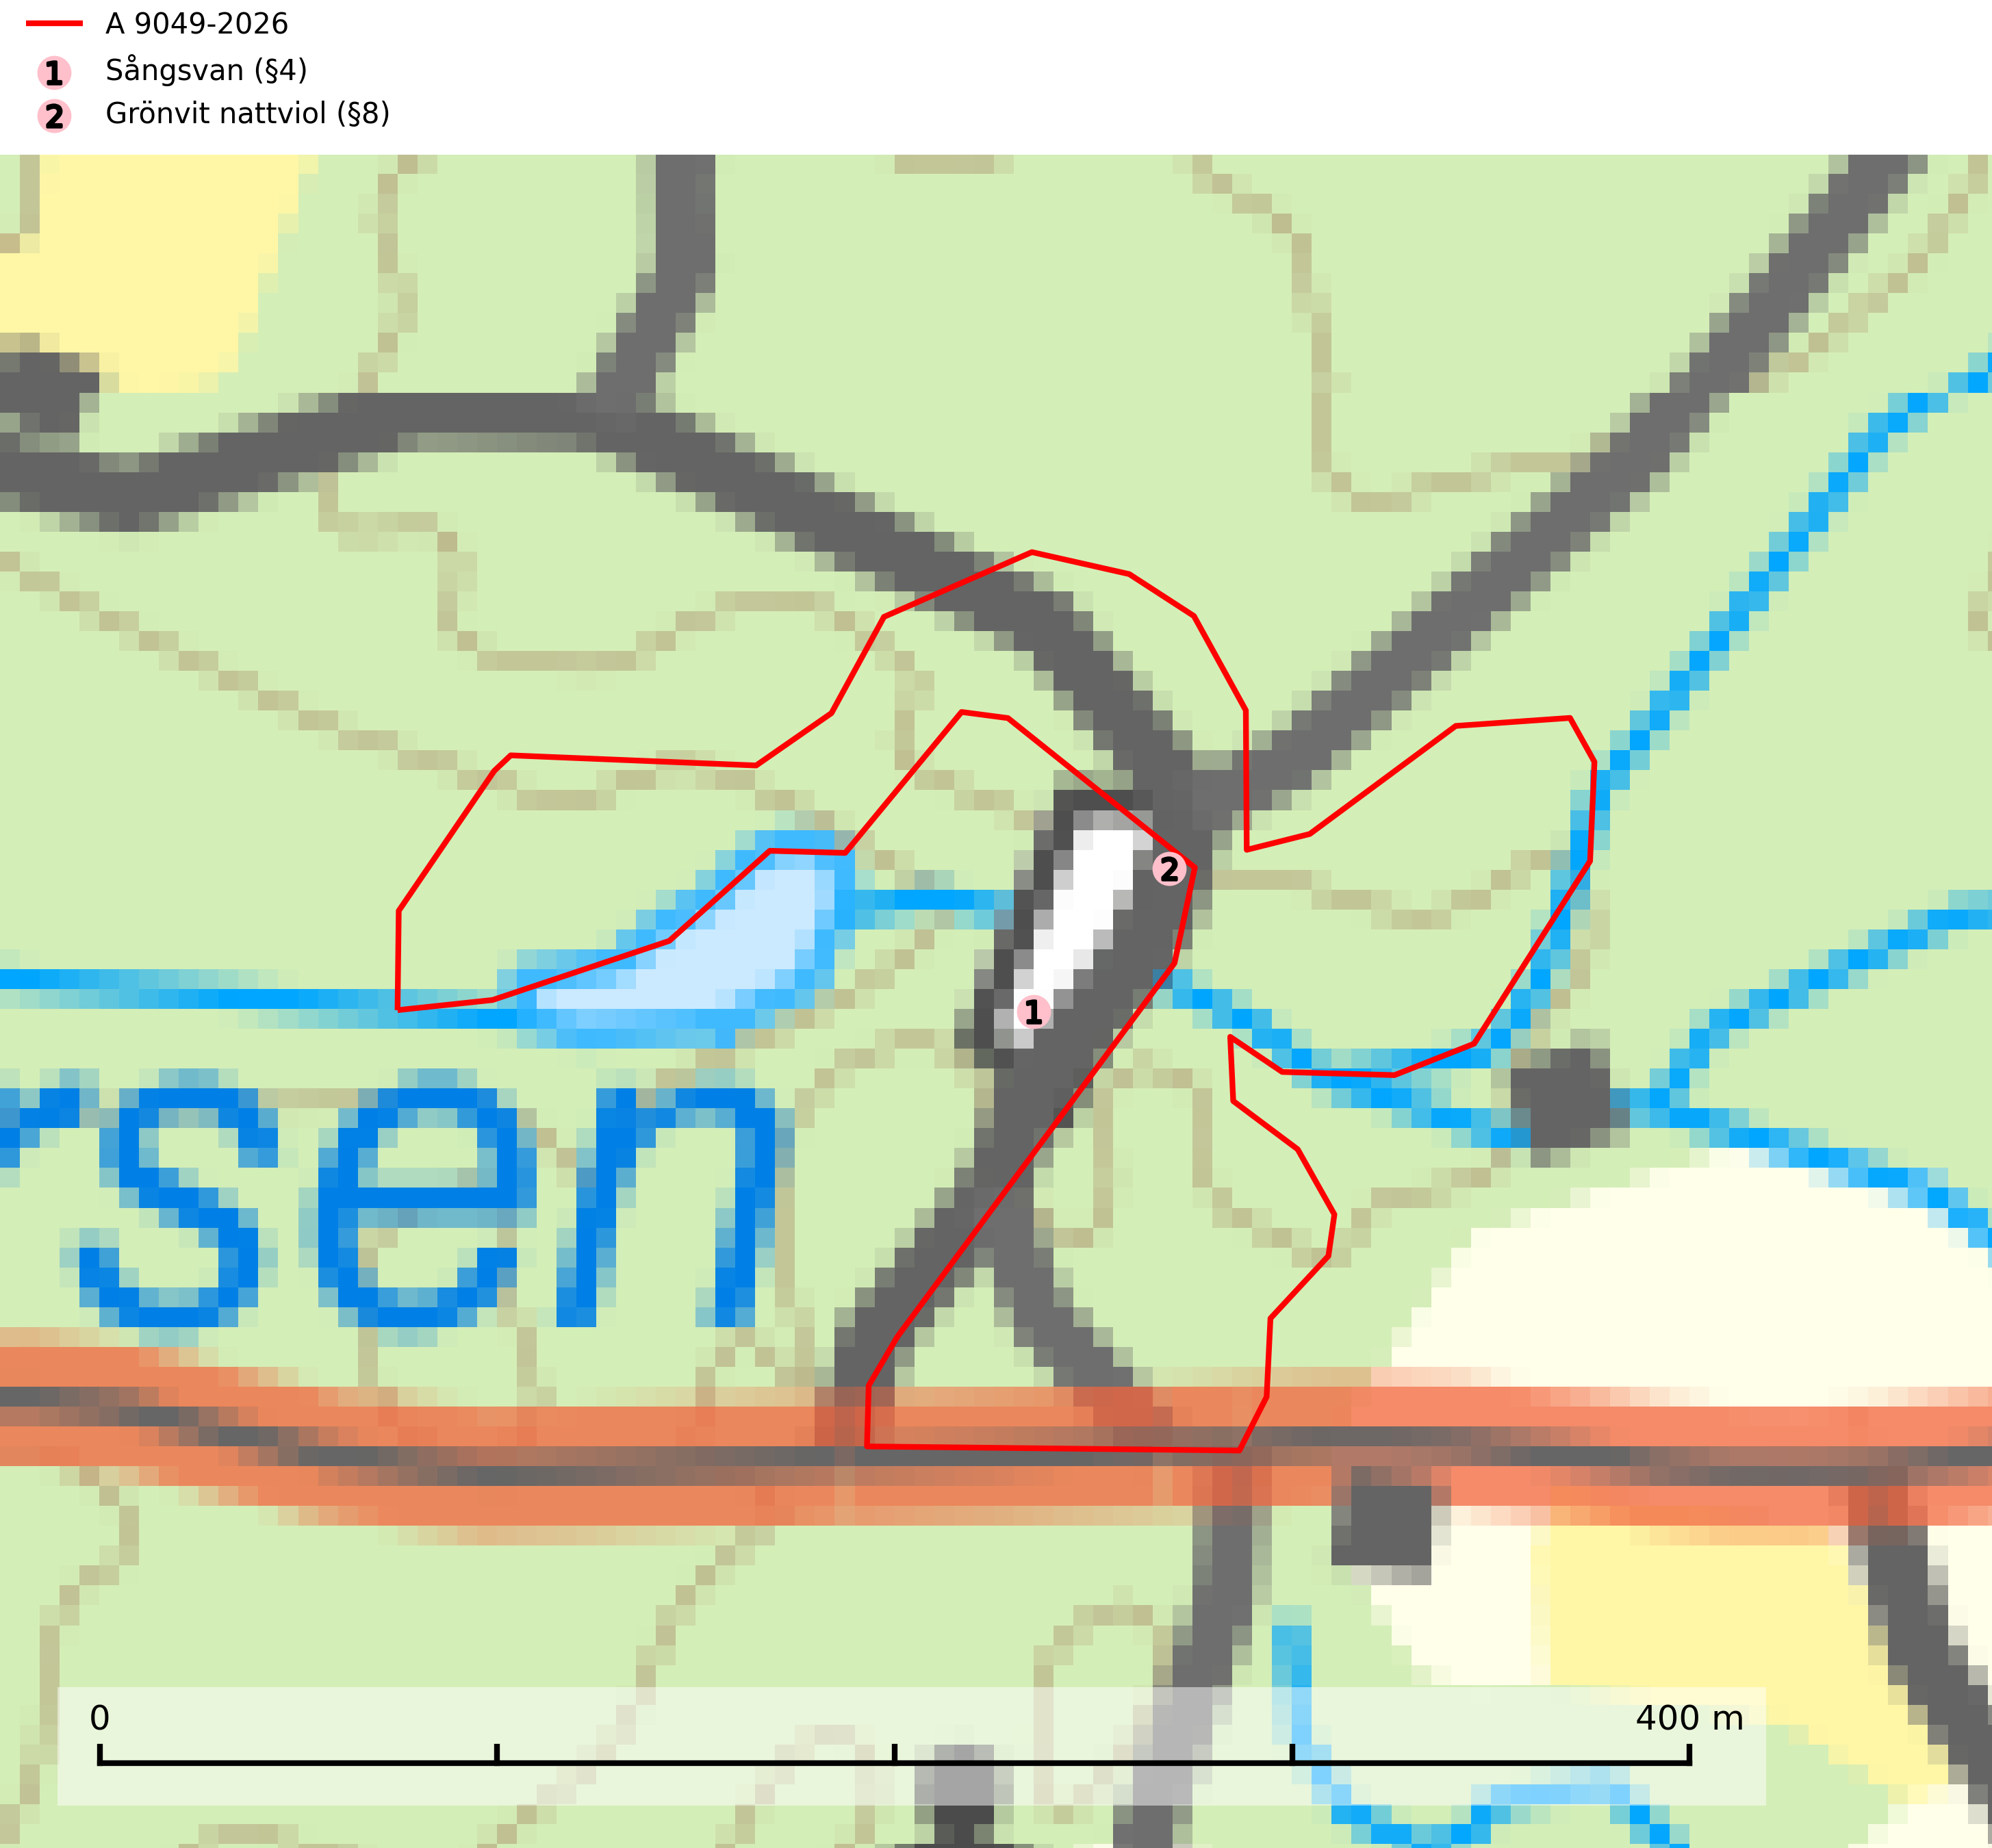 A 9049-2026
1 Sångsvan (§4)
2 Grönvit nattviol (§8)
2
1
sen
0 400 m